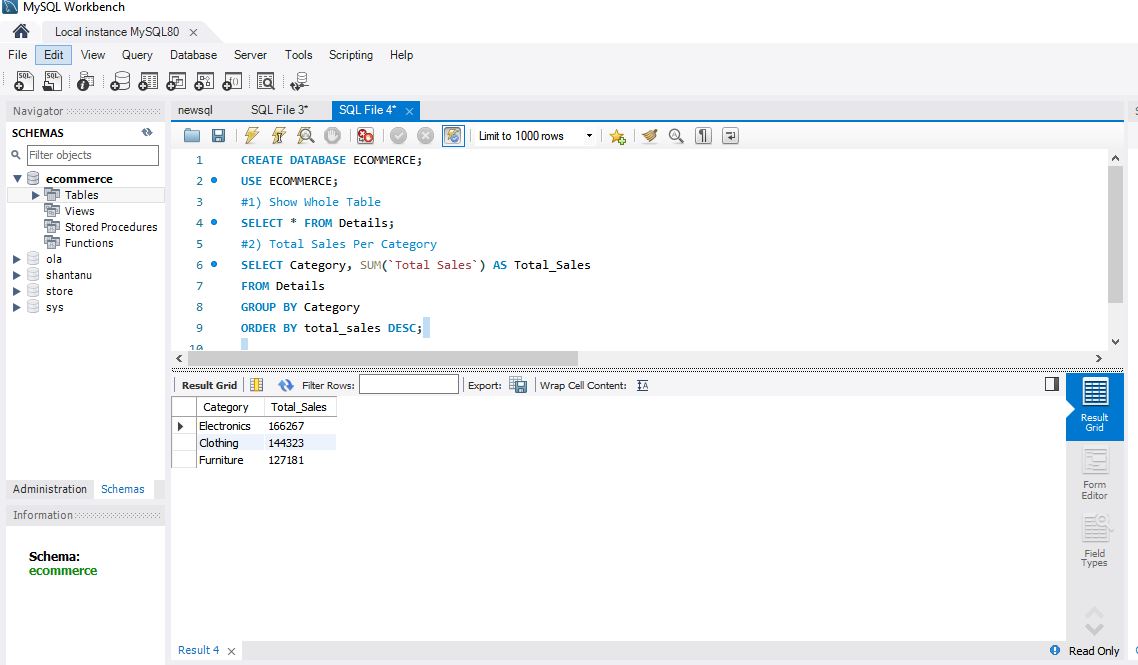 MySQL Workbench
Local instance MySQL80 ×
File Edit View Query Database Server Tools Scripting Help
Navigator
SCHEMAS
Filter objects
ecommerce
Tables
Views
Stored Procedures
Functions
ola
shantanu
store
sys
Administration Schemas
Information
Schema:
ecommerce
newsql SQL File 3* SQL File 4* ×
Limit to 1000 rows
1 CREATE DATABASE ECOMMERCE;
2 USE ECOMMERCE;
3 #1) Show Whole Table
4 SELECT * FROM Details;
5 #2) Total Sales Per Category
6 SELECT Category, SUM(`Total Sales`) AS Total_Sales
7 FROM Details
8 GROUP BY Category
9 ORDER BY total_sales DESC;
10
Result Grid Filter Rows: Export: Wrap Cell Content:
Category Total_Sales
Electronics 166267
Clothing 144323
Furniture 127181
Result
Grid
Form
Editor
Field
Types
Result 4 ×
Read Only